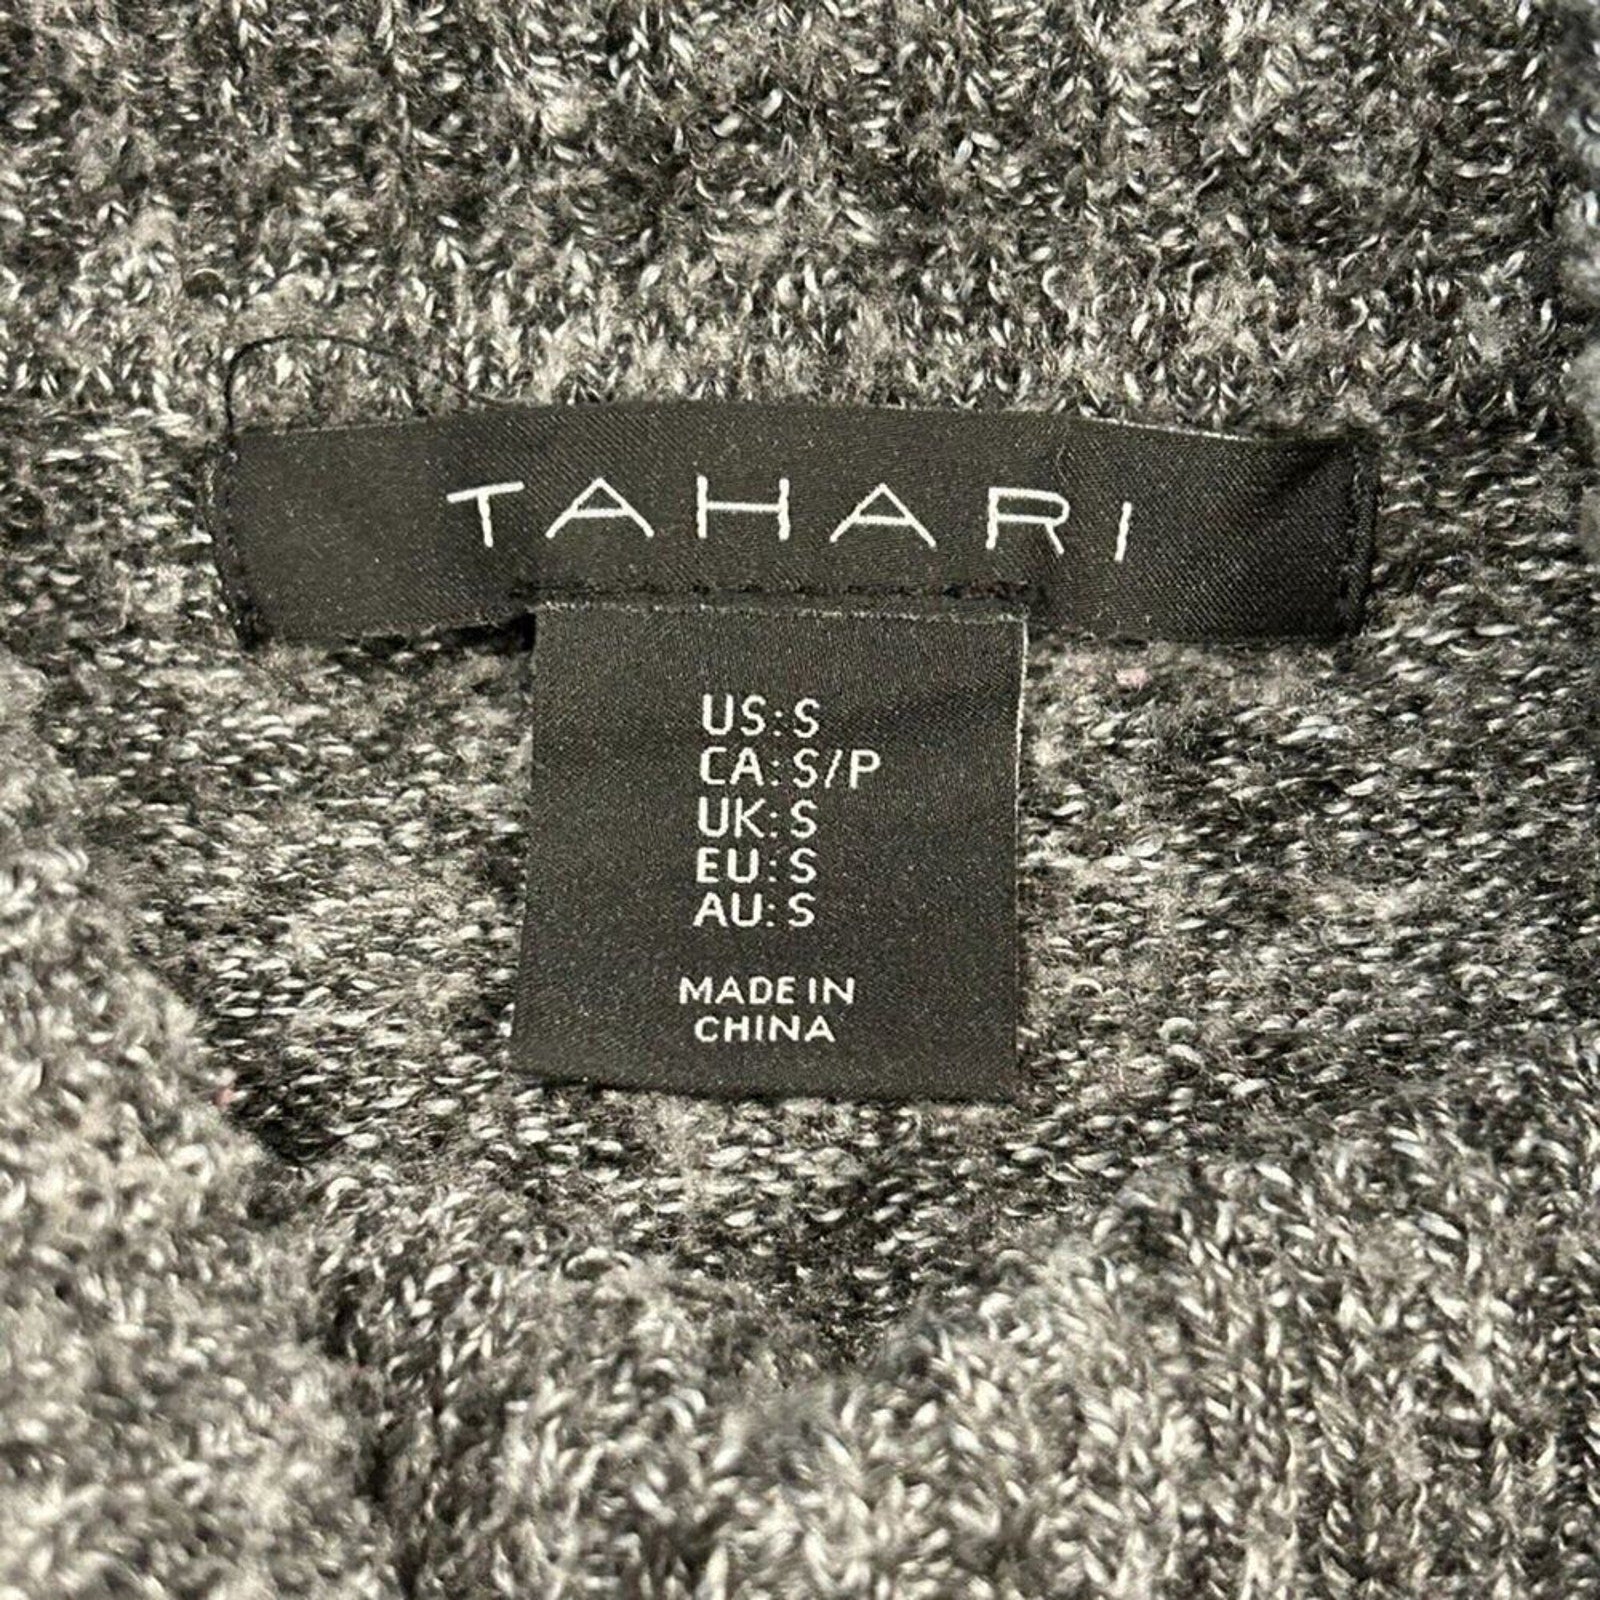 TAHARI
US: S
CA: S/P
UK: S
EU: S
AU: S
MADE IN
CHINA